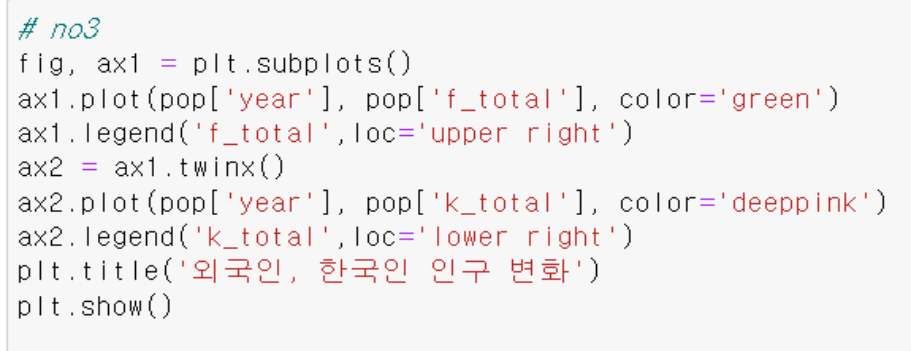 # no3
fig, ax1 = plt.subplots()
ax1.plot(pop['year'], pop['f_total'], color='green')
ax1.legend('f_total',loc='upper right')
ax2 = ax1.twinx()
ax2.plot(pop['year'], pop['k_total'], color='deeppink')
ax2.legend('k_total',loc='lower right')
plt.title('외국인, 한국인 인구 변화')
plt.show()